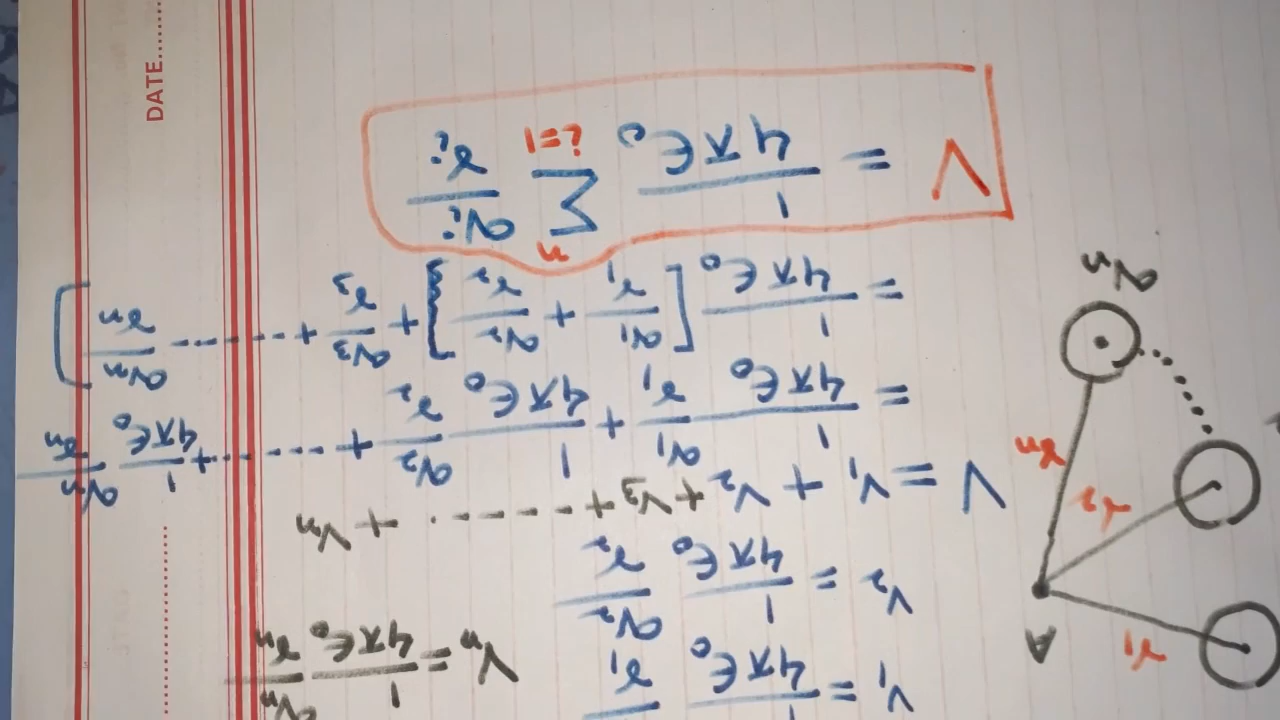 V₁ = 1/4πϵ₀ /r₁
V₂ = 1/4πϵ₀ q₂/r₂
Vₙ = 1/4πϵ₀ qₙ/rₙ
V = V₁ + V₂ + V₃ + ------. + Vₙ
= 1/4πϵ₀ q₁/r₁ + 1/4πϵ₀ q₂/r₂ + ........ + 1/4πϵ₀ qₙ/rₙ
= 1/4πϵ₀ [q₁/r₁ + q₂/r₂] + q₃/r₃ + ....... qₙ/rₙ]
V = 1/4πϵ₀ n Σ i=1 qᵢ/rᵢ
A
r₁
r₂
rₙ
qₙ
DATE